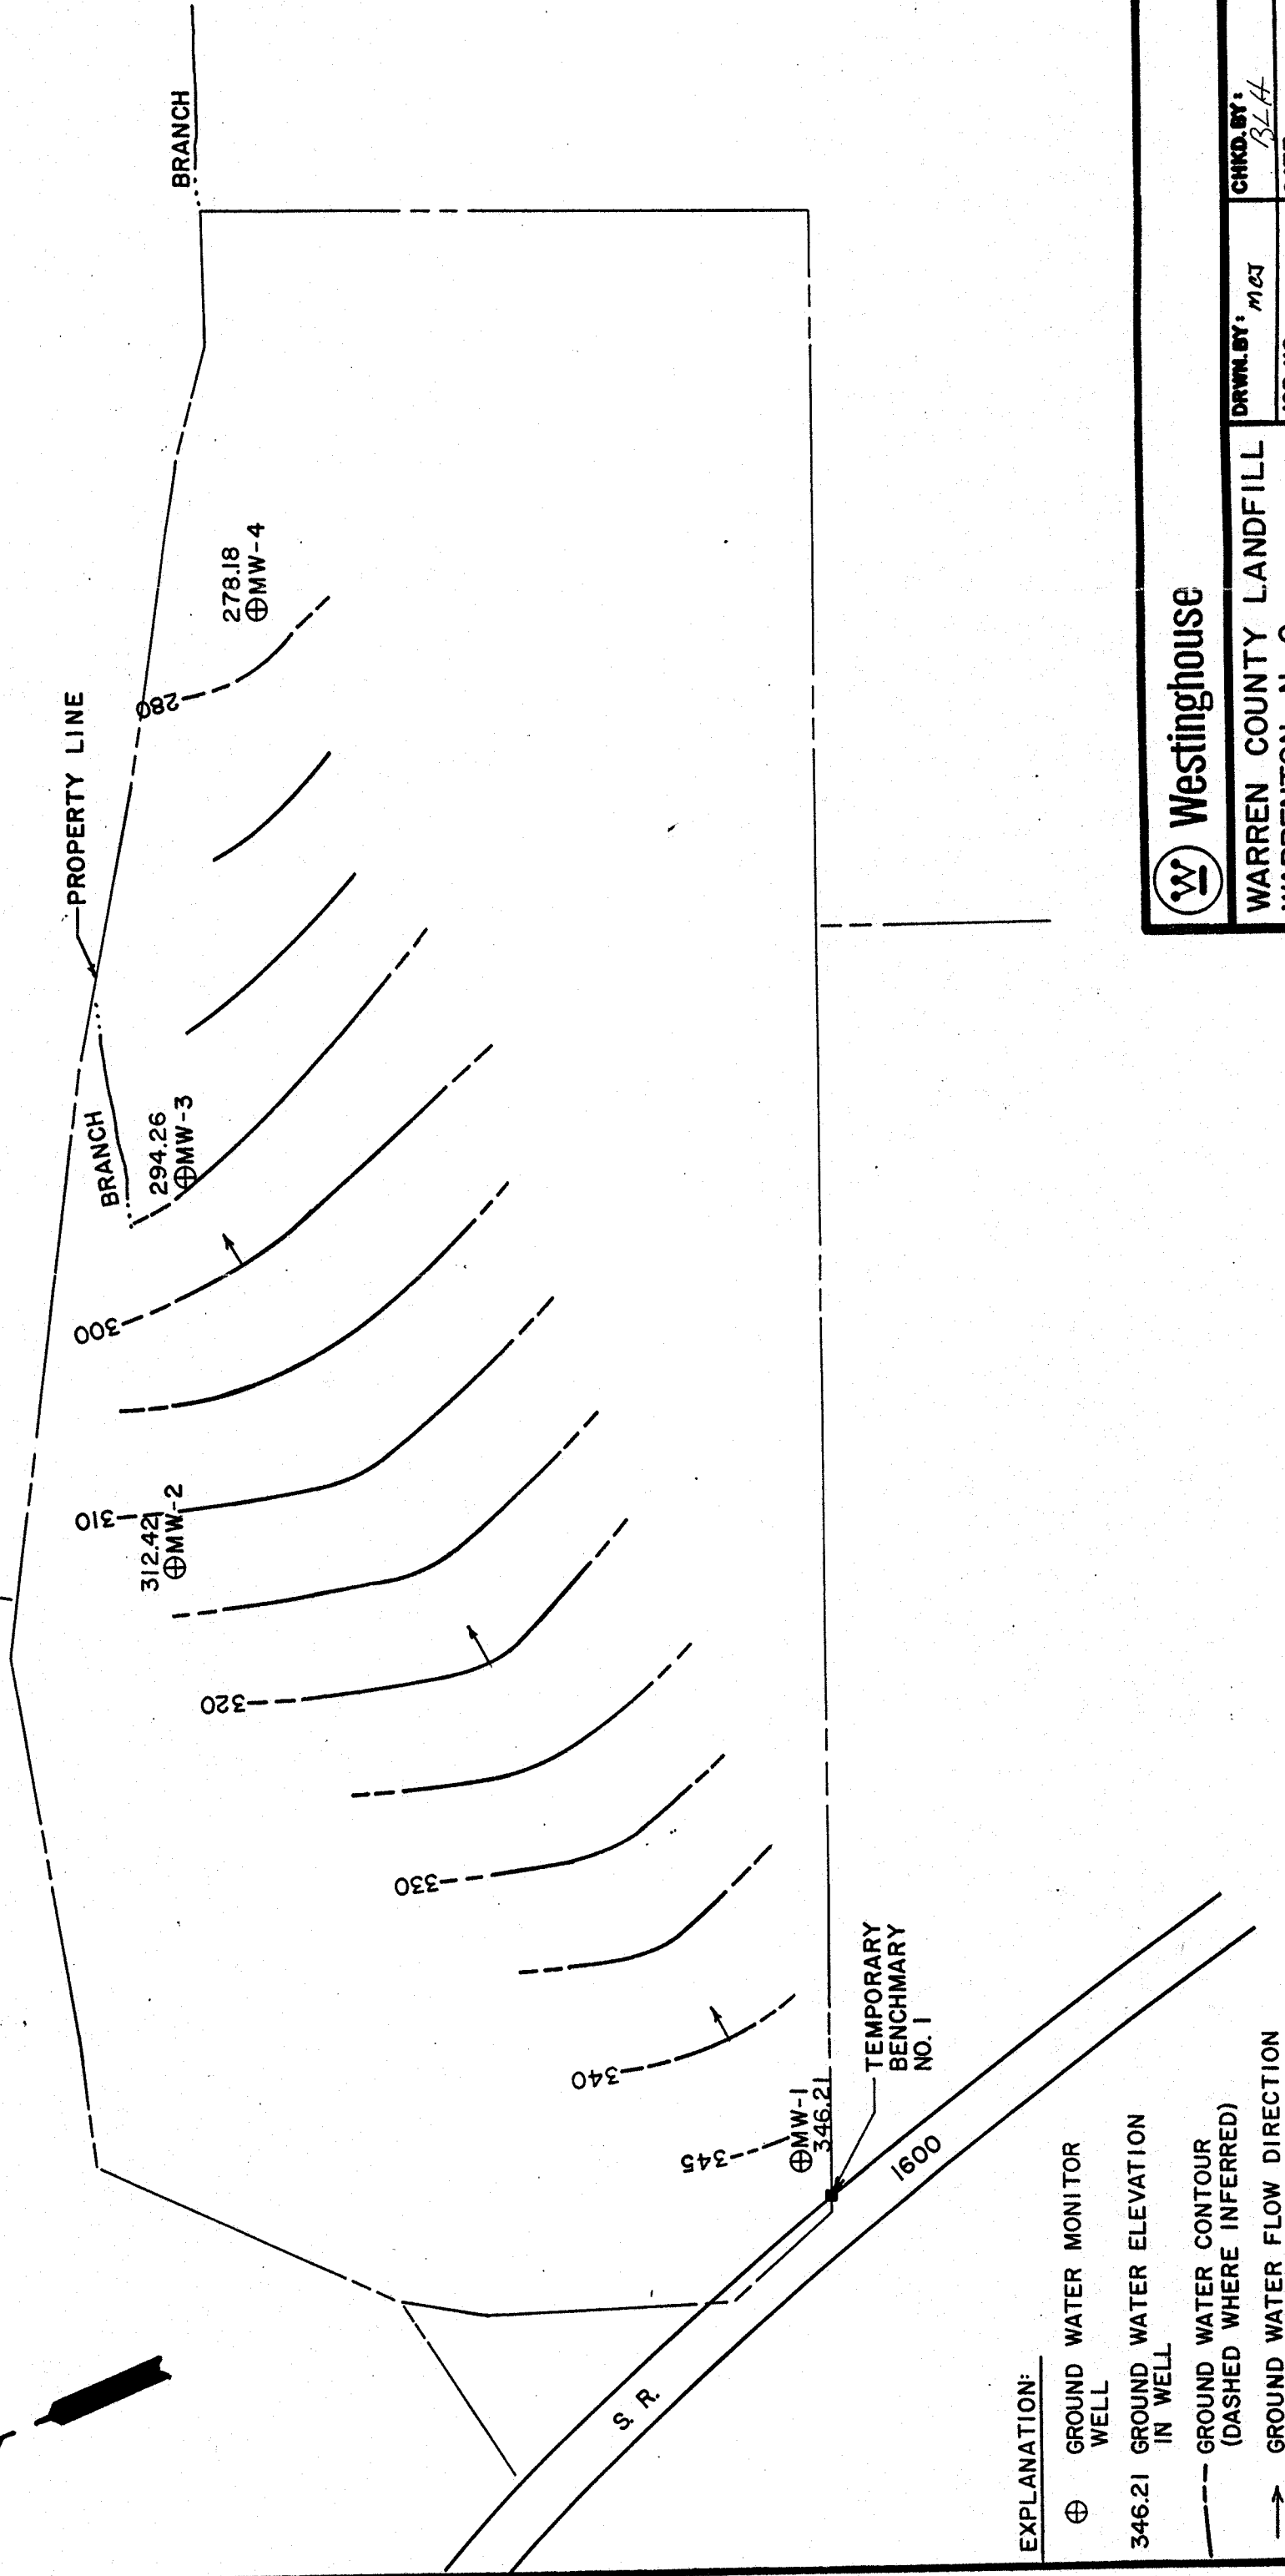 BRANCH
PROPERTY LINE
278.18
MW-4
280
BRANCH
294.26
MW-3
300
310
312.421
MW-2
320
330
340
345
MW-1
346.21
TEMPORARY
BENCHMARY
NO. 1
S. R.
1600
EXPLANATION:
GROUND WATER MONITOR
WELL
346.21 GROUND WATER ELEVATION
IN WELL
GROUND WATER CONTOUR
(DASHED WHERE INFERRED)
GROUND WATER FLOW DIRECTION
W Westinghouse
WARREN COUNTY LANDFILL
DRWN. BY: MCJ
CHKD. BY: BLH